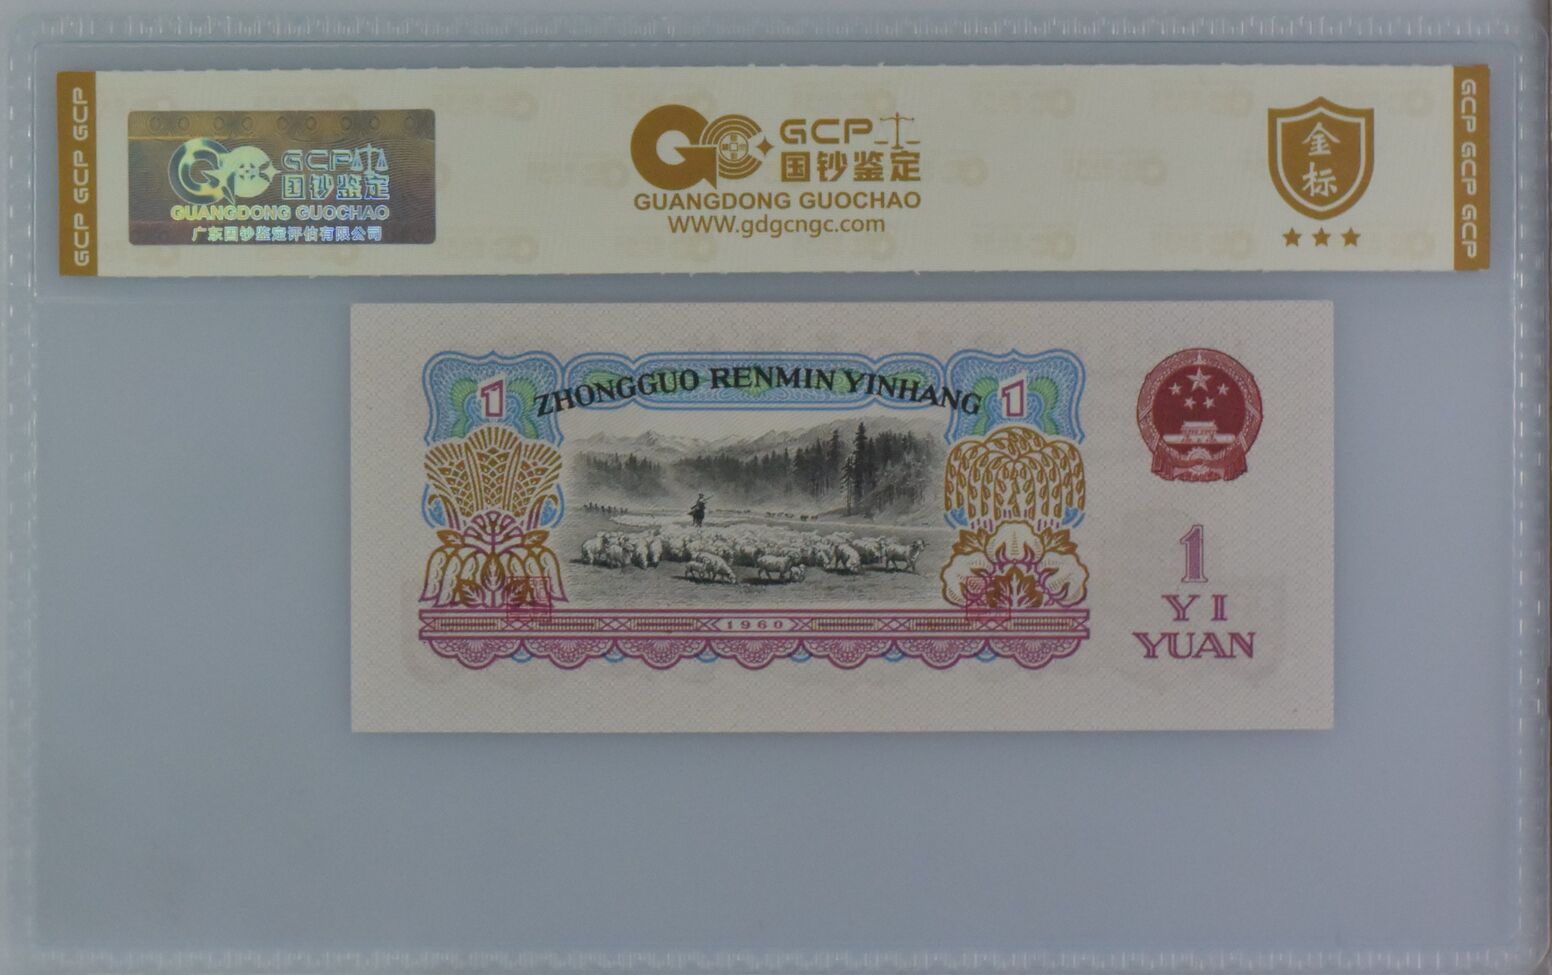 GCP GCP GCP
GCP
国钞鉴定
GUANGDONG GUOCHAO
广东国钞鉴定评估有限公司
GCP
国钞鉴定
GUANGDONG GUOCHAO
WWW.gdgcngc.com
金标
GCP GCP GCP
1
ZHONGGUO RENMIN YINHANG
1
1960
1
YI
YUAN